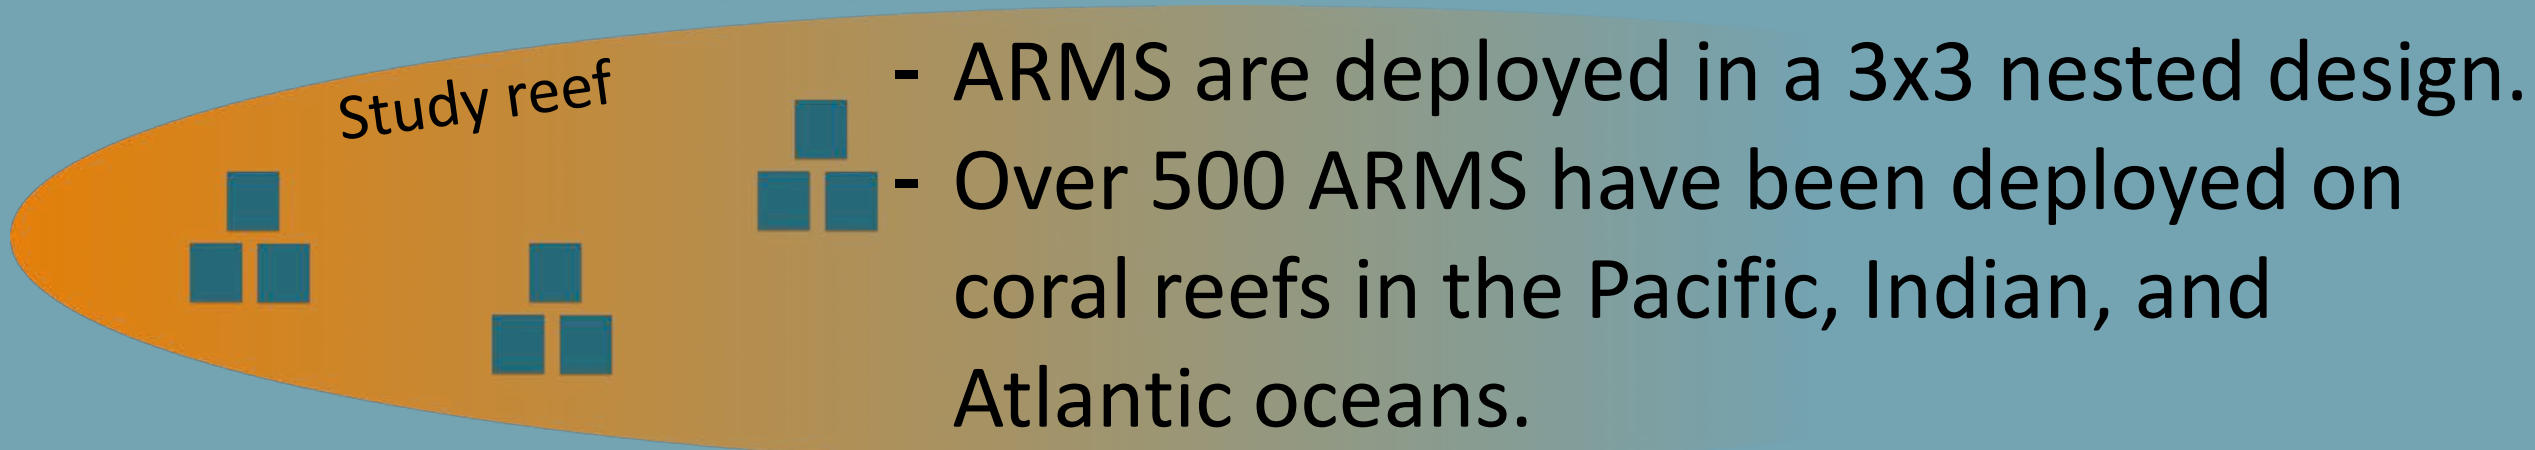 Study reef
- ARMS are deployed in a 3x3 nested design.
- Over 500 ARMS have been deployed on
coral reefs in the Pacific, Indian, and
Atlantic oceans.